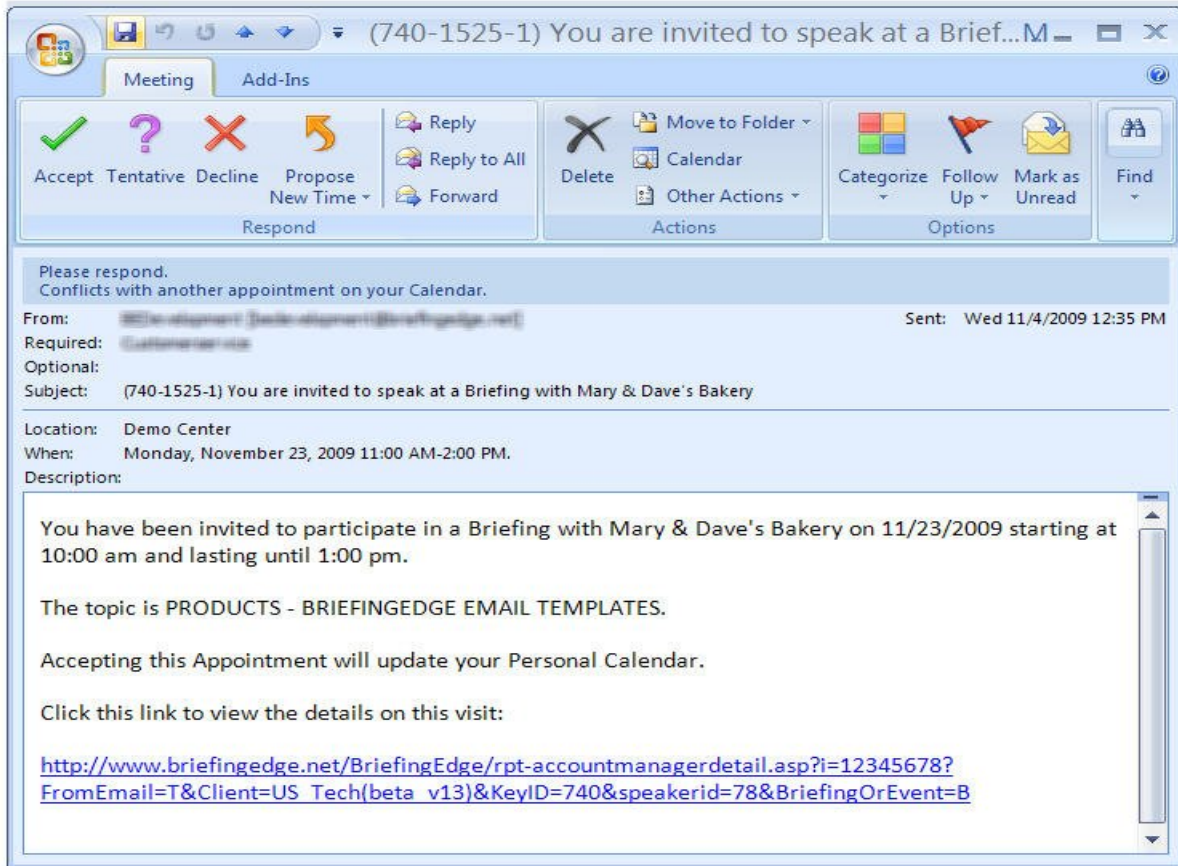 (740-1525-1) You are invited to speak at a Brief...M
Meeting Add-Ins
Accept Tentative Decline Propose New Time
Reply
Reply to All
Forward
Respond
Delete
Move to Folder
Calendar
Other Actions
Actions
Categorize Follow Up Mark as Unread
Options
Find
Please respond.
Conflicts with another appointment on your Calendar.
From:
Sent: Wed 11/4/2009 12:35 PM
Required:
Optional:
Subject: (740-1525-1) You are invited to speak at a Briefing with Mary & Dave's Bakery
Location: Demo Center
When: Monday, November 23, 2009 11:00 AM-2:00 PM.
Description:
You have been invited to participate in a Briefing with Mary & Dave's Bakery on 11/23/2009 starting at
10:00 am and lasting until 1:00 pm.
The topic is PRODUCTS - BRIEFINGEDGE EMAIL TEMPLATES.
Accepting this Appointment will update your Personal Calendar.
Click this link to view the details on this visit:
http://www.briefingedge.net/BriefingEdge/rpt-accountmanagerdetail.asp?i=12345678?
FromEmail=T&Client=US_Tech(beta_v13)&KeyID=740&speakerid=78&BriefingOrEvent=B